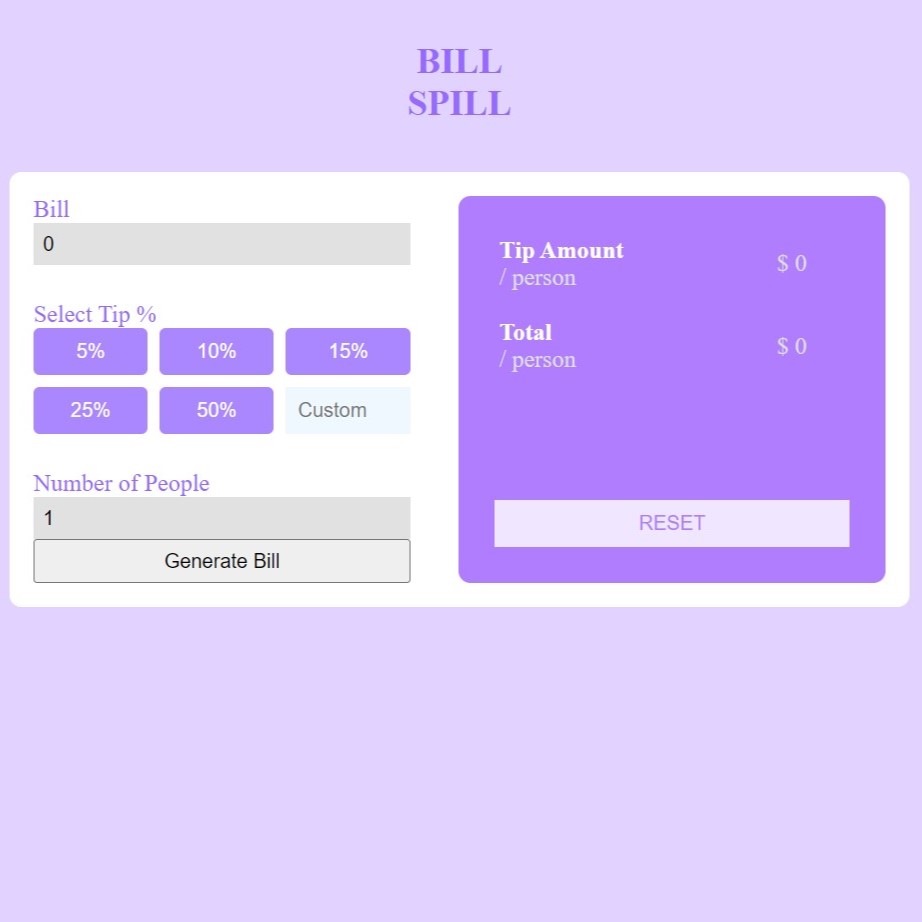 BILL
SPILL
Bill
0
Select Tip %
5% 10% 15%
25% 50% Custom
Number of People
1
Generate Bill
Tip Amount
/ person
$ 0
Total
/ person
$ 0
RESET